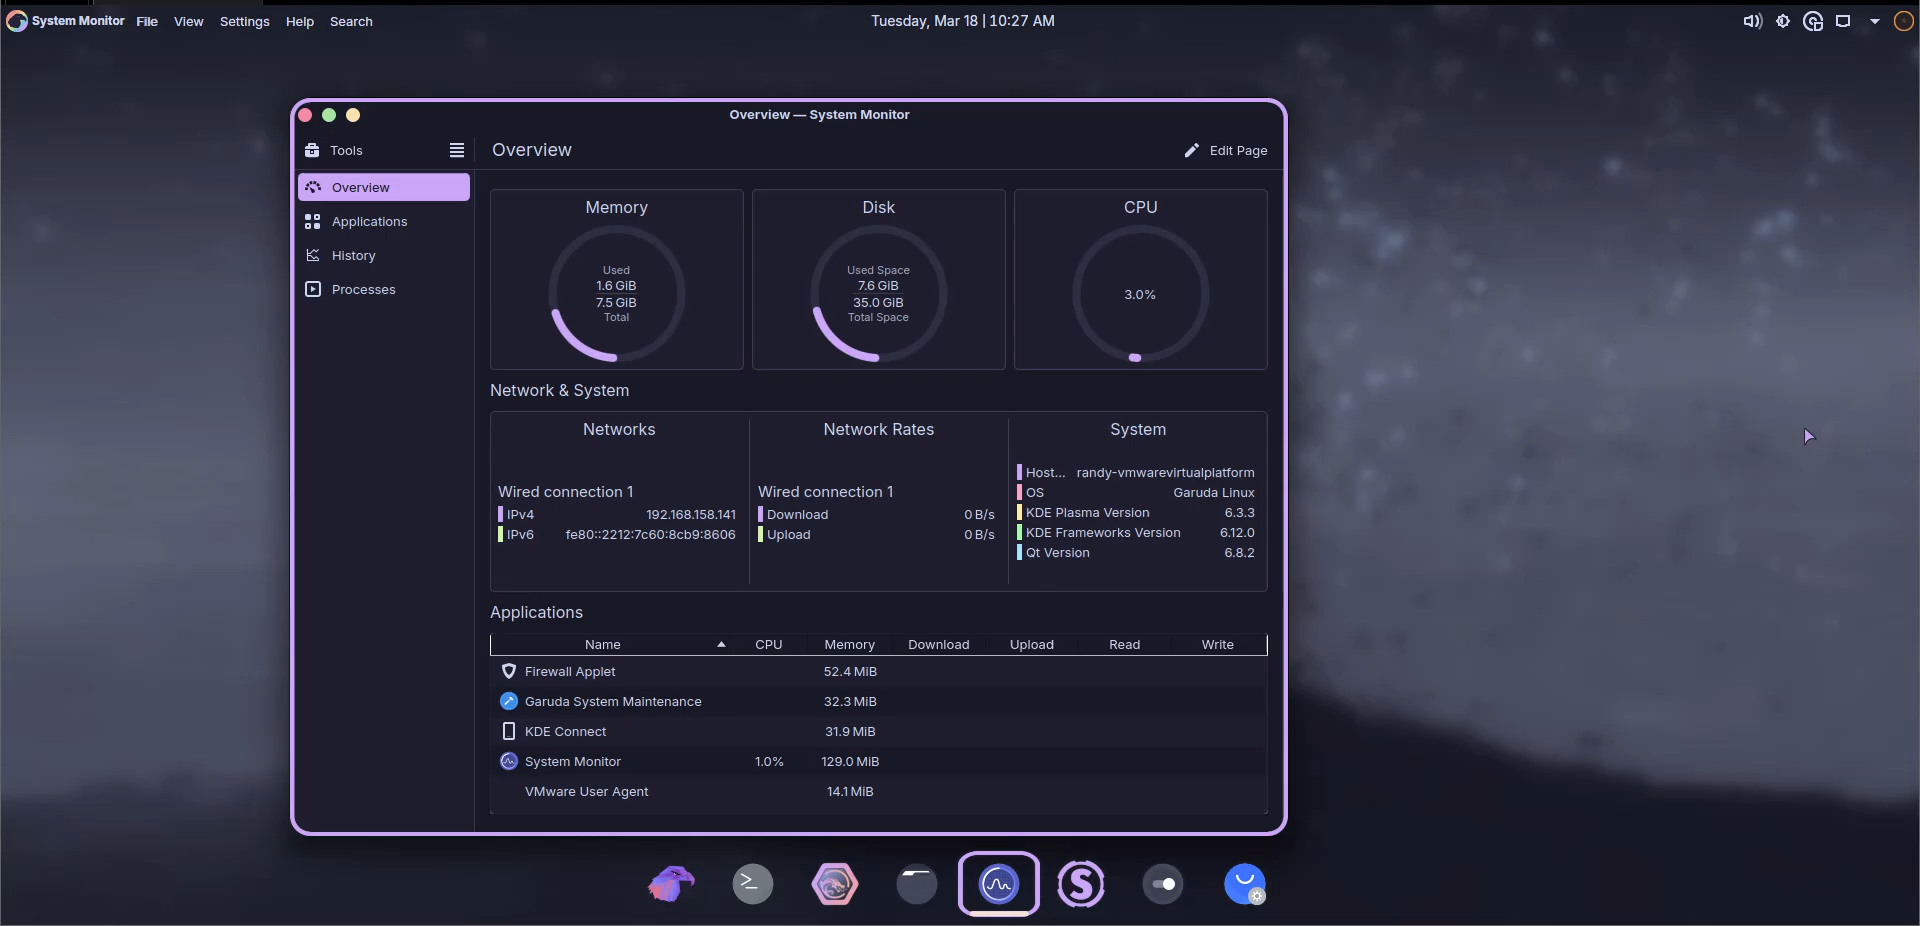 System Monitor File View Settings Help Search
Tuesday, Mar 18 | 10:27 AM
Overview — System Monitor
Tools
Overview
Edit Page
Overview
Applications
History
Processes
Memory
Used
1.6 GiB
7.5 GiB
Total
Disk
Used Space
7.6 GiB
35.0 GiB
Total Space
CPU
3.0%
Network & System
Networks
Wired connection 1
IPv4 192.168.158.141
IPv6 fe80::2212:7c60:8cb9:8606
Network Rates
Wired connection 1
Download 0 B/s
Upload 0 B/s
System
Host... randy-vmwarevirtualplatform
OS Garuda Linux
KDE Plasma Version 6.3.3
KDE Frameworks Version 6.12.0
Qt Version 6.8.2
Applications
Name CPU Memory Download Upload Read Write
Firewall Applet 52.4 MiB
Garuda System Maintenance 32.3 MiB
KDE Connect 31.9 MiB
System Monitor 1.0% 129.0 MiB
VMware User Agent 14.1 MiB